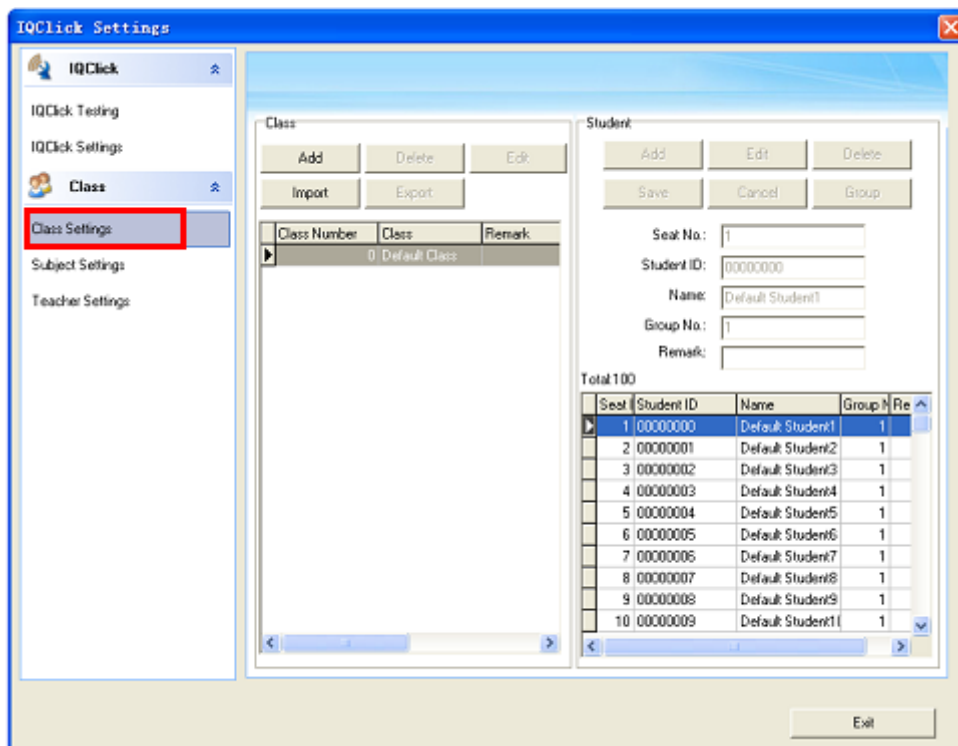 IQClick Settings
IQClick
IQClick Testing
IQClick Settings
Class
Class Settings
Subject Settings
Teacher Settings
Class
Add Delete Edit
Import Export
Class Number Class Remark
0 Default Class
Student
Add Edit Delete
Save Cancel Group
Seat No.: 1
Student ID: 00000000
Name: Default Student1
Group No.: 1
Remark:
Total:100
Seat Student ID Name Group N Re
1 00000000 Default Student1 1
2 00000001 Default Student2 1
3 00000002 Default Student3 1
4 00000003 Default Student4 1
5 00000004 Default Student5 1
6 00000005 Default Student6 1
7 00000006 Default Student7 1
8 00000007 Default Student8 1
9 00000008 Default Student9 1
10 00000009 Default Student1 1
Exit